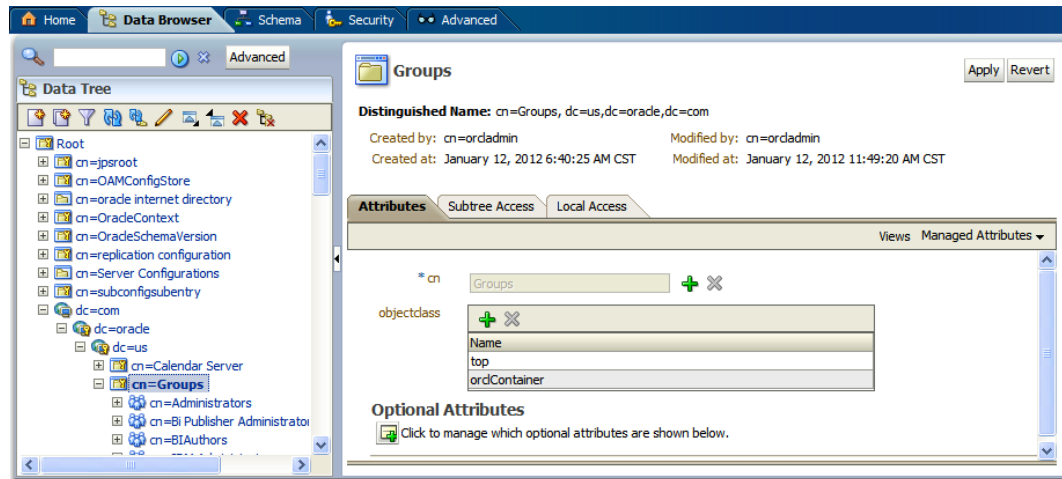 Home Data Browser Schema Security Advanced
Advanced
Data Tree
Root
cn=jpsroot
cn=OAMConfigStore
cn=oracle internet directory
cn=OracleContext
cn=OracleSchemaVersion
cn=replication configuration
cn=Server Configurations
cn=subconfigsubentry
dc=com
dc=oracle
dc=us
cn=Calendar Server
cn=Groups
cn=Administrators
cn=Bi Publisher Administrator
cn=BIAuthors
Groups
Apply Revert
Distinguished Name: cn=Groups, dc=us,dc=oracle,dc=com
Created by: cn=orcladmin Modified by: cn=orcladmin
Created at: January 12, 2012 6:40:25 AM CST Modified at: January 12, 2012 11:49:20 AM CST
Attributes Subtree Access Local Access
Views Managed Attributes
* cn Groups
objectclass
Name
top
orclContainer
Optional Attributes
Click to manage which optional attributes are shown below.